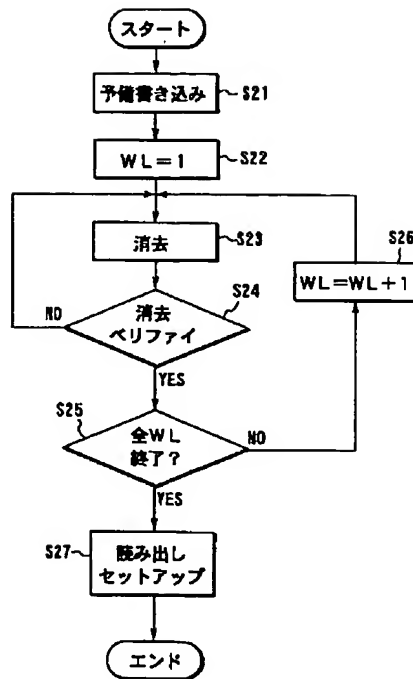 スタート
予備書き込み
S21
WL=1
S22
消去
S23
S26
WL=WL+1
S24
消去
ベリファイ
NO
YES
S25
全WL
終了?
NO
YES
S27
読み出し
セットアップ
エンド